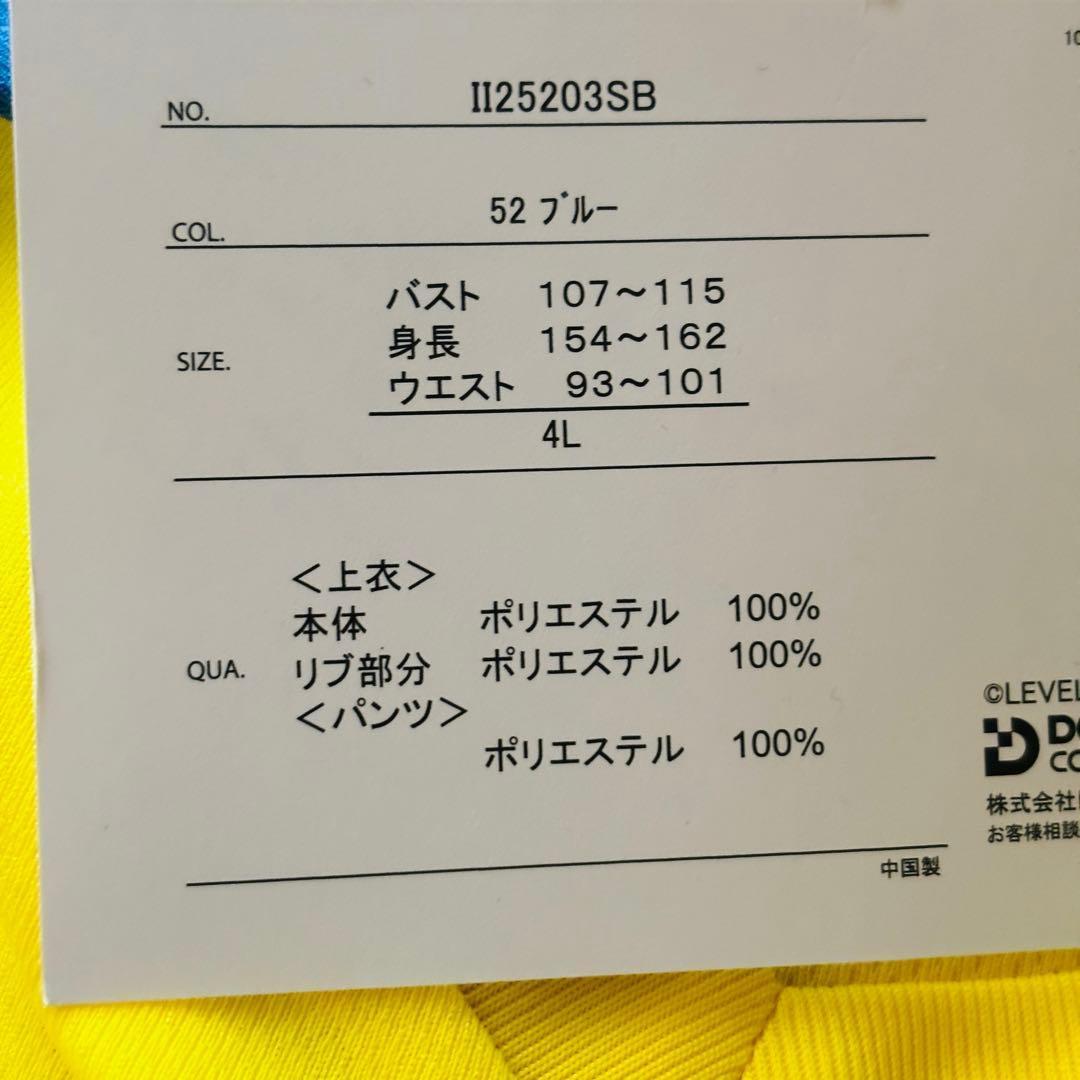 NO. II25203SB
COL. 52 ブルー
バスト 107～115
身長 154～162
SIZE.
ウエスト 93～101
4L
＜上衣＞
本体 ポリエステル 100%
QUA. リブ部分 ポリエステル 100%
＜パンツ＞
ポリエステル 100%
中国製
10
©LEVEL
株式会社
お客様相談